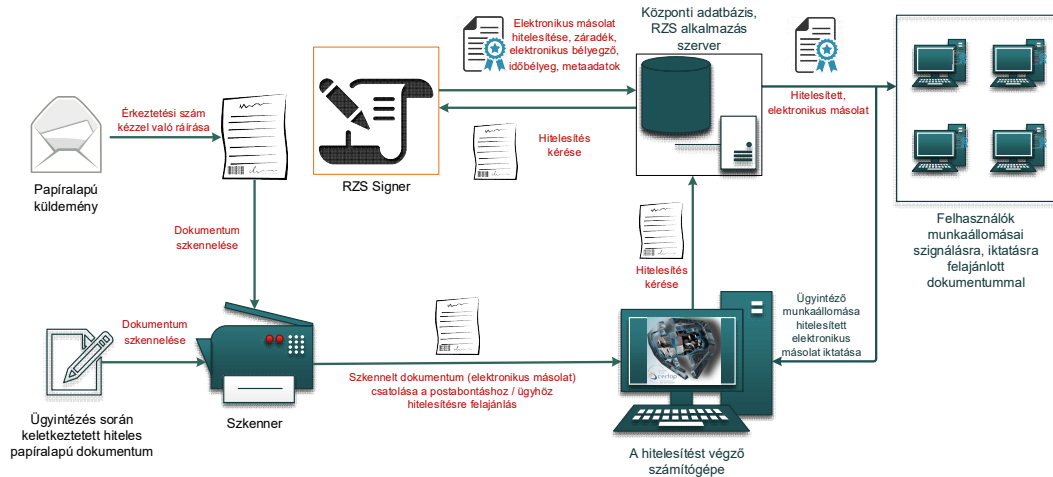 Elektronikus másolat
hitelesítése, záradék,
elektronikus bélyegző,
időbélyeg, metaadatok
Központi adatbázis,
RZS alkalmazás
szerver
Érkeztetési szám
kézzel való ráírása
Hitelesítés
kérése
Hitelesített,
elektronikus másolat
Papíralapú
küldemény
RZS Signer
Felhasználók
munkaállomásai
szignálásra, iktatásra
felajánlott
dokumentummal
Dokumentum
szkennelése
Hitelesítés
kérése
Ügyintéző
munkaállomása
hitelesített
elektronikus
másolat iktatása
Dokumentum
szkennelése
Szkennelt dokumentum (elektronikus másolat)
csatolása a postabontáshoz / ügyhöz
hitelesítésre felajánlás
cerfop
Ügyintézés során
keletkeztetett hiteles
papíralapú dokumentum
Szkenner
A hitelesítést végző
számítógépe